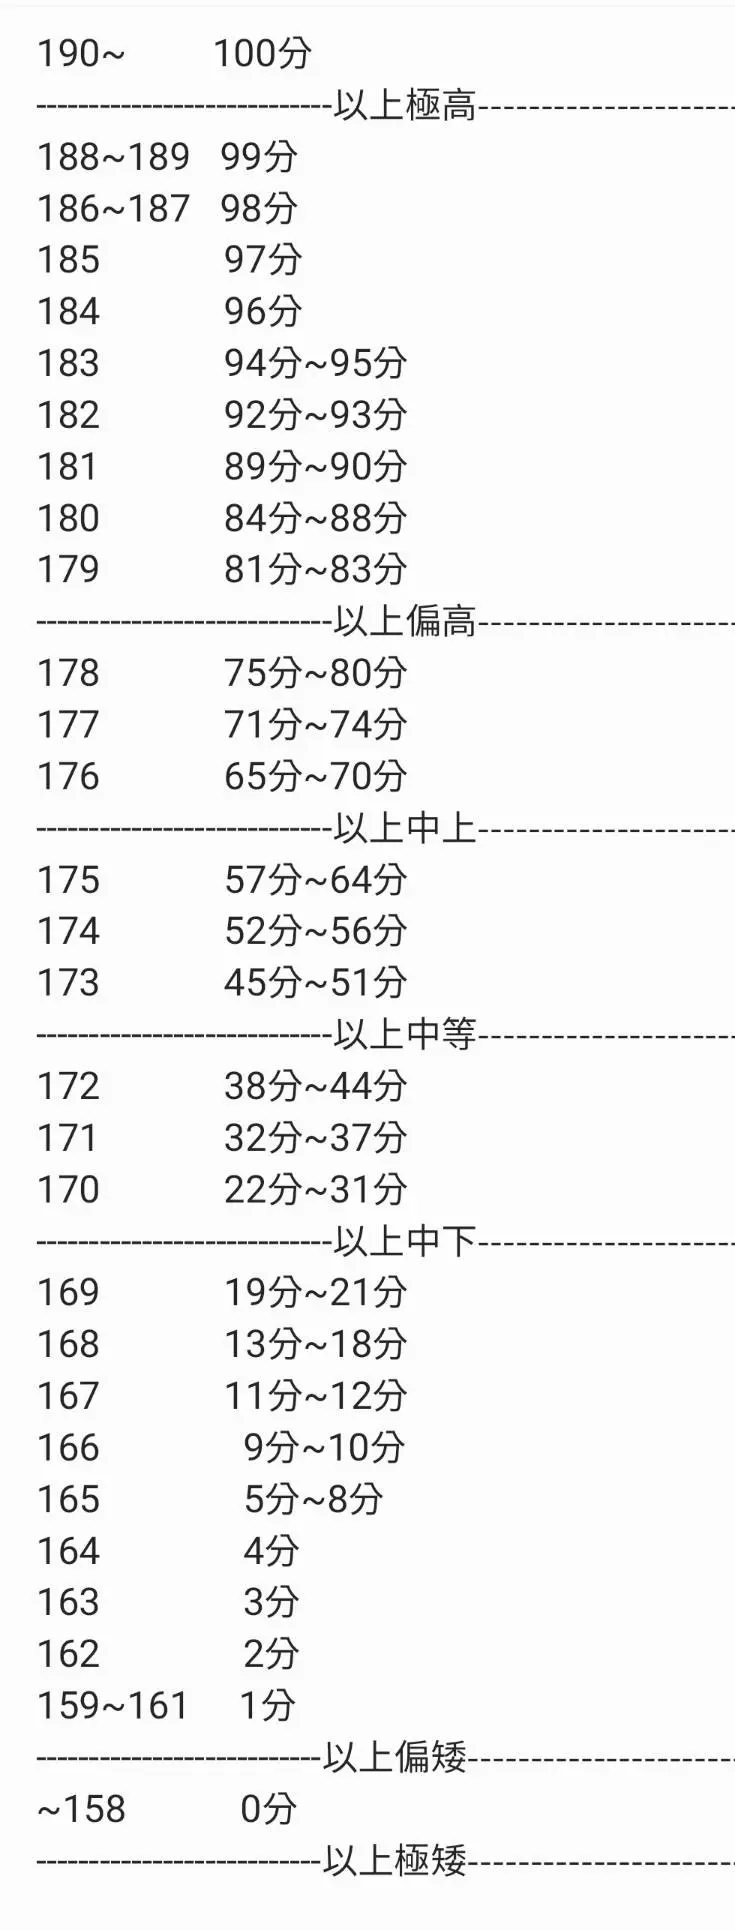 190~ 100分
----------------------------以上極高------------------------
188~189 99分
186~187 98分
185 97分
184 96分
183 94分~95分
182 92分~93分
181 89分~90分
180 84分~88分
179 81分~83分
----------------------------以上偏高------------------------
178 75分~80分
177 71分~74分
176 65分~70分
----------------------------以上中上------------------------
175 57分~64分
174 52分~56分
173 45分~51分
----------------------------以上中等------------------------
172 38分~44分
171 32分~37分
170 22分~31分
----------------------------以上中下------------------------
169 19分~21分
168 13分~18分
167 11分~12分
166 9分~10分
165 5分~8分
164 4分
163 3分
162 2分
159~161 1分
---------------------------以上偏矮-------------------------
~158 0分
---------------------------以上極矮-------------------------